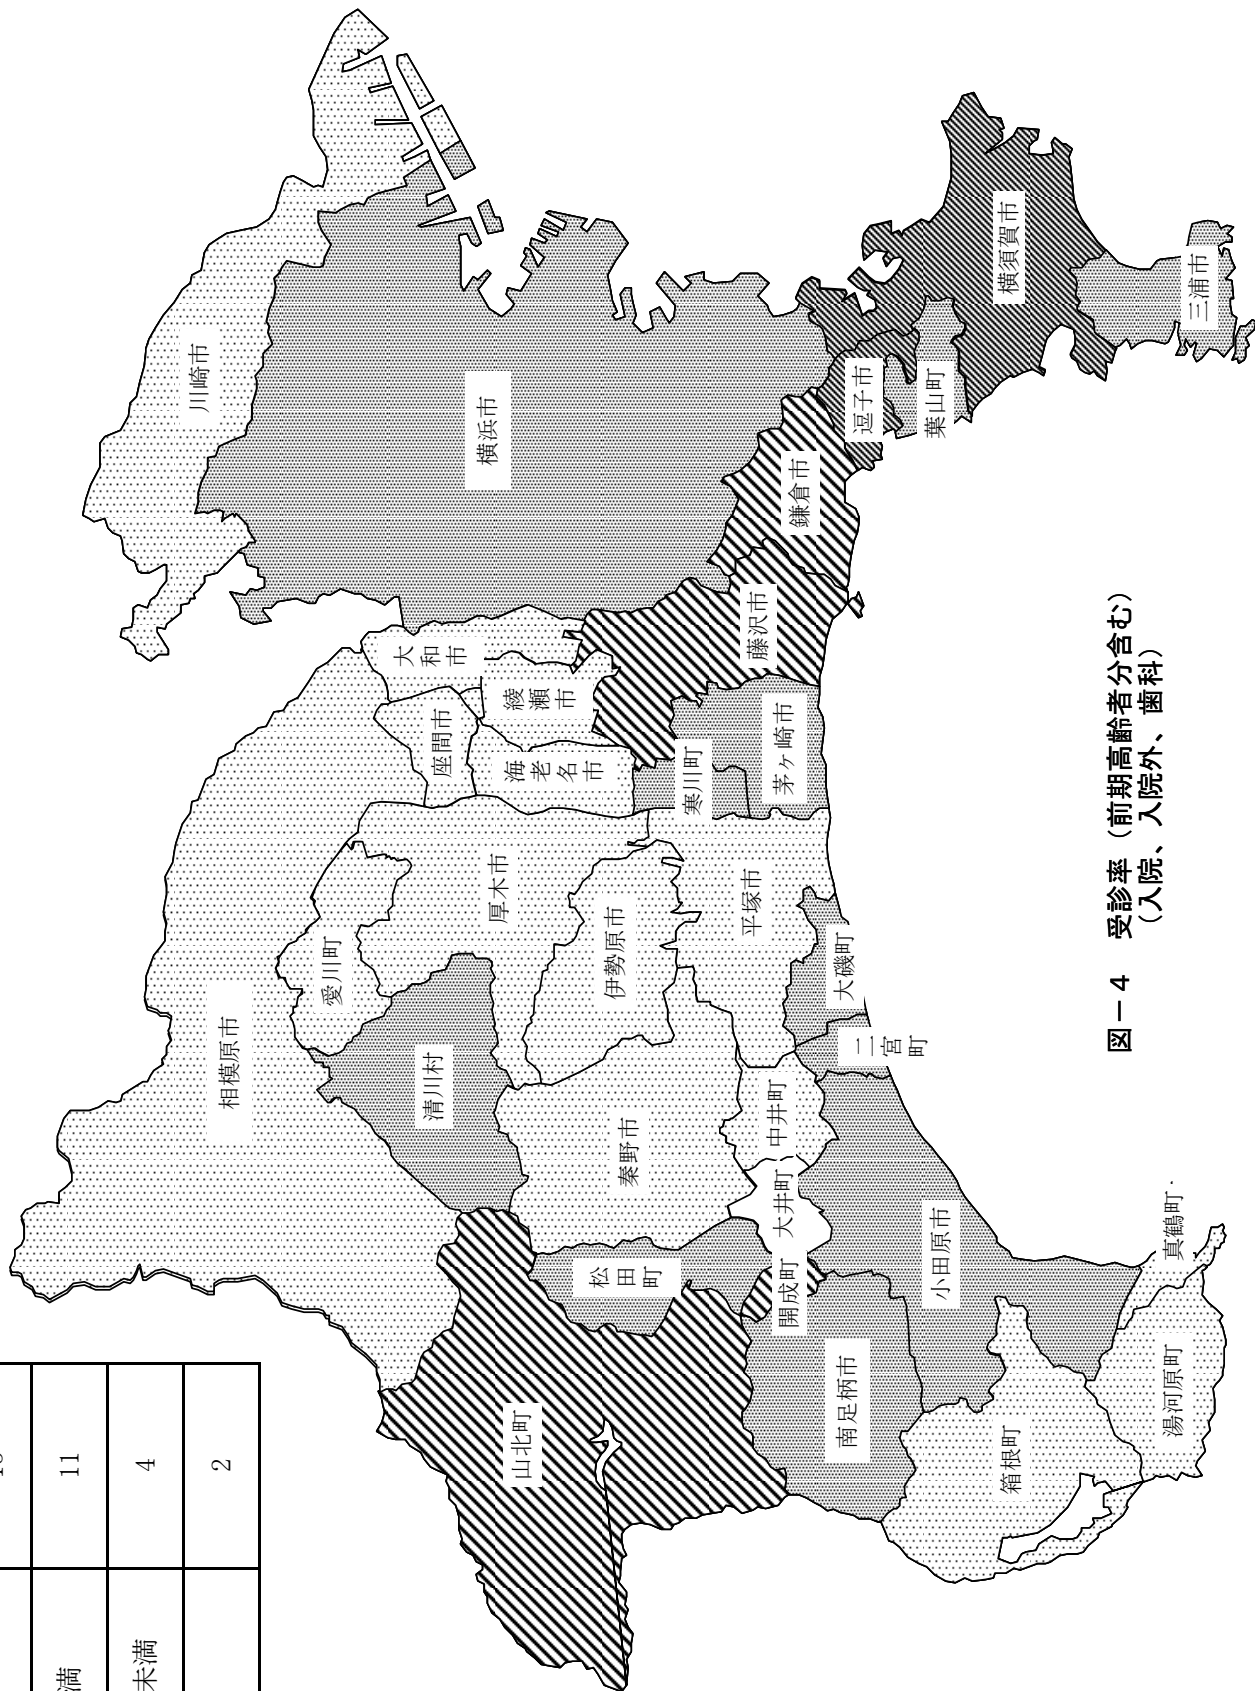 満
未満
11
4
2
川崎市
横浜市
横須賀市
三浦市
逗子市
葉山町
鎌倉市
藤沢市
大和市
綾瀬市
座間市
海老名市
寒川町
茅ヶ崎市
相模原市
愛川町
厚木市
清川村
伊勢原市
平塚市
大磯町
二宮町
秦野市
中井町
大井町
松田町
開成町
小田原市
山北町
南足柄市
箱根町
湯河原町
真鶴町
図－4 受診率（前期高齢者分含む）
（入院、入院外、歯科）